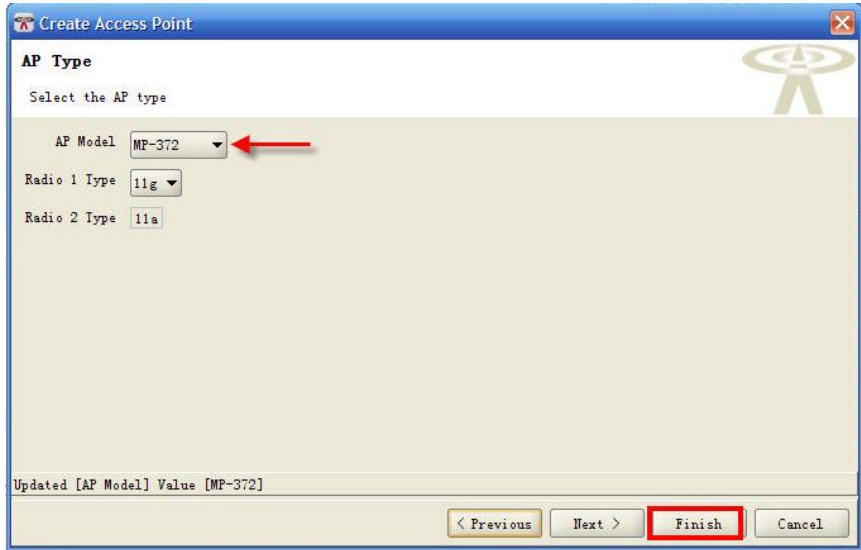 Create Access Point
AP Type
Select the AP type
AP Model MP-372
Radio 1 Type 11g
Radio 2 Type 11a
Updated [AP Model] Value [MP-372]
< Previous Next > Finish Cancel